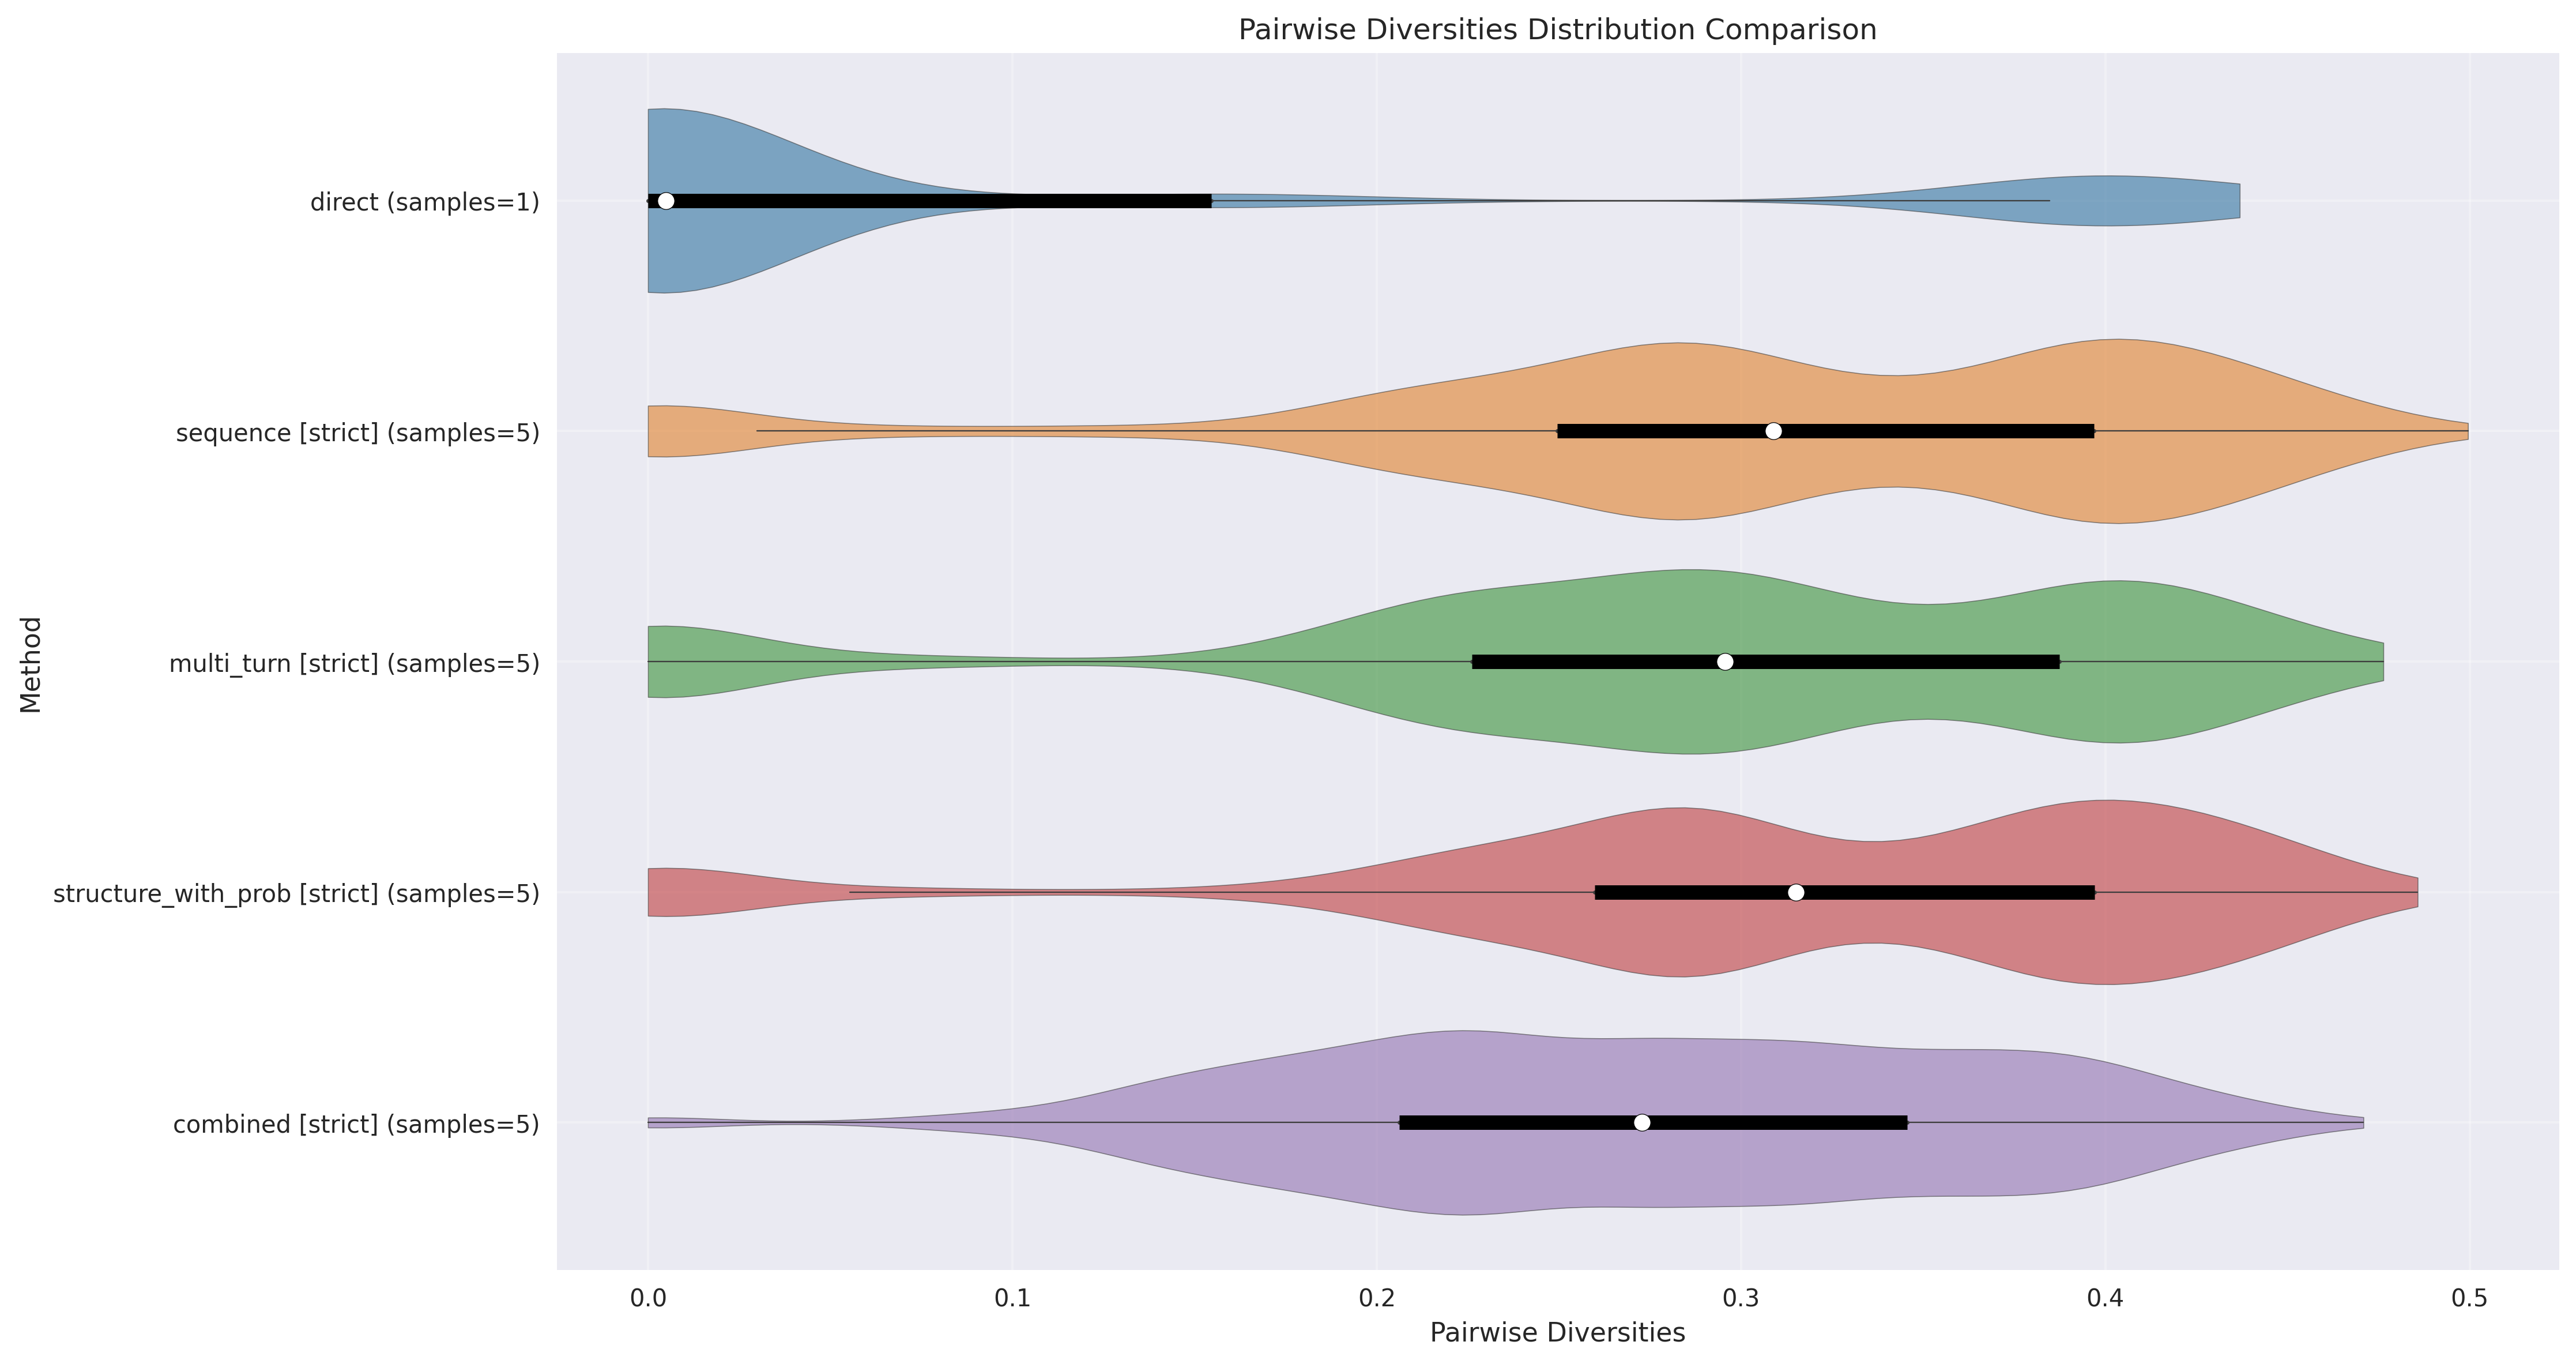 Pairwise Diversities Distribution Comparison
Method
direct (samples=1)
sequence [strict] (samples=5)
multi_turn [strict] (samples=5)
structure_with_prob [strict] (samples=5)
combined [strict] (samples=5)
0.0 0.1 0.2 0.3 0.4 0.5
Pairwise Diversities